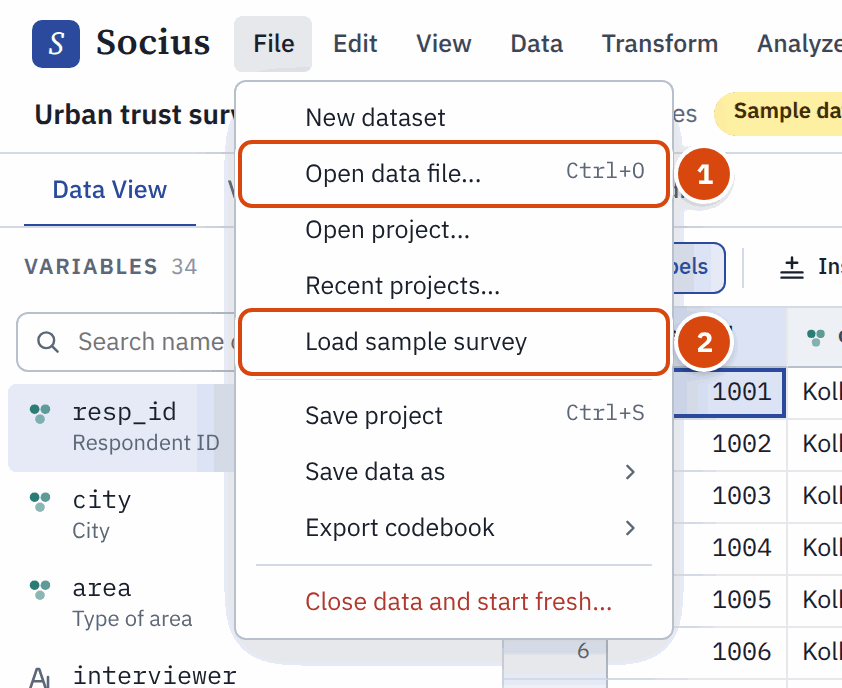 S Socius File Edit View Data Transform Analyze
Urban trust surv es Sample da
Data View
VARIABLES 34
Search name
resp_id
Respondent ID
city
City
area
Type of area
interviewer
New dataset
Open data file... Ctrl+O
1
Open project...
Recent projects...
Load sample survey
2
Save project Ctrl+S
Save data as
Export codebook
Close data and start fresh...
bels Ins
1001 Koll
1002 Koll
1003 Koll
1004 Koll
1005 Koll
6 1006 Koll